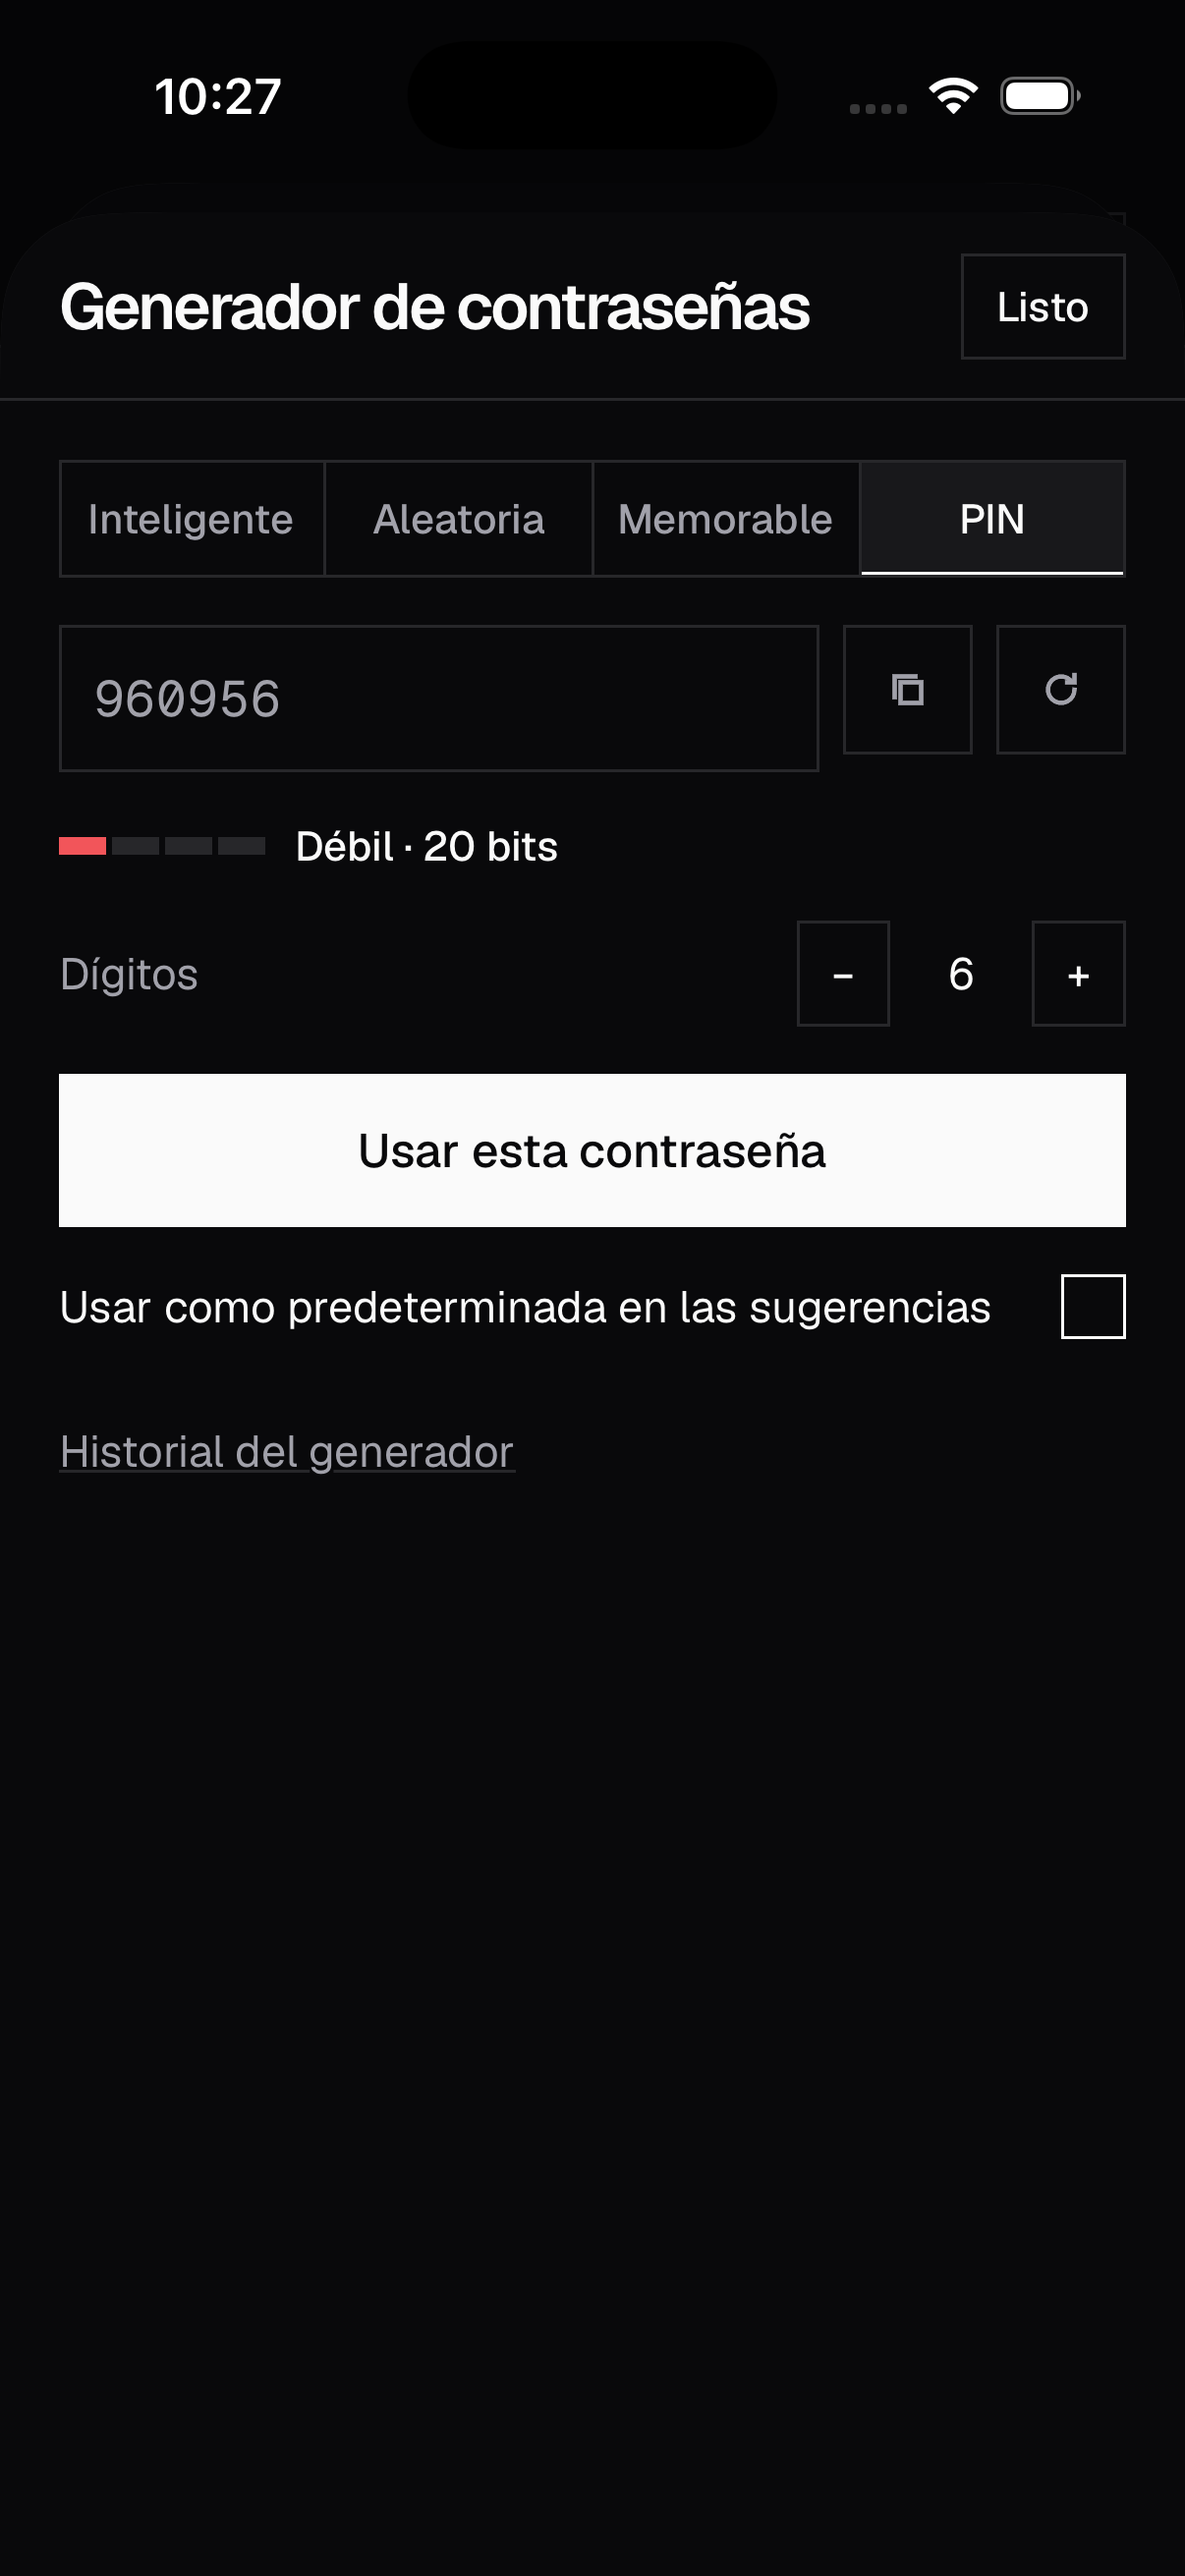 10:27
Generador de contraseñas
Listo
Inteligente
Aleatoria
Memorable
PIN
960956
Débil · 20 bits
Dígitos
−
6
+
Usar esta contraseña
Usar como predeterminada en las sugerencias
Historial del generador